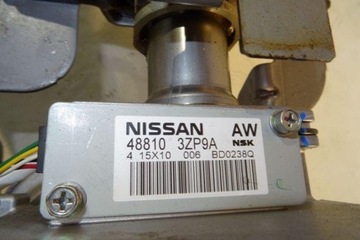 NISSAN AW
48810 3ZP9A NSK
4 15X10 006 BD0238Q